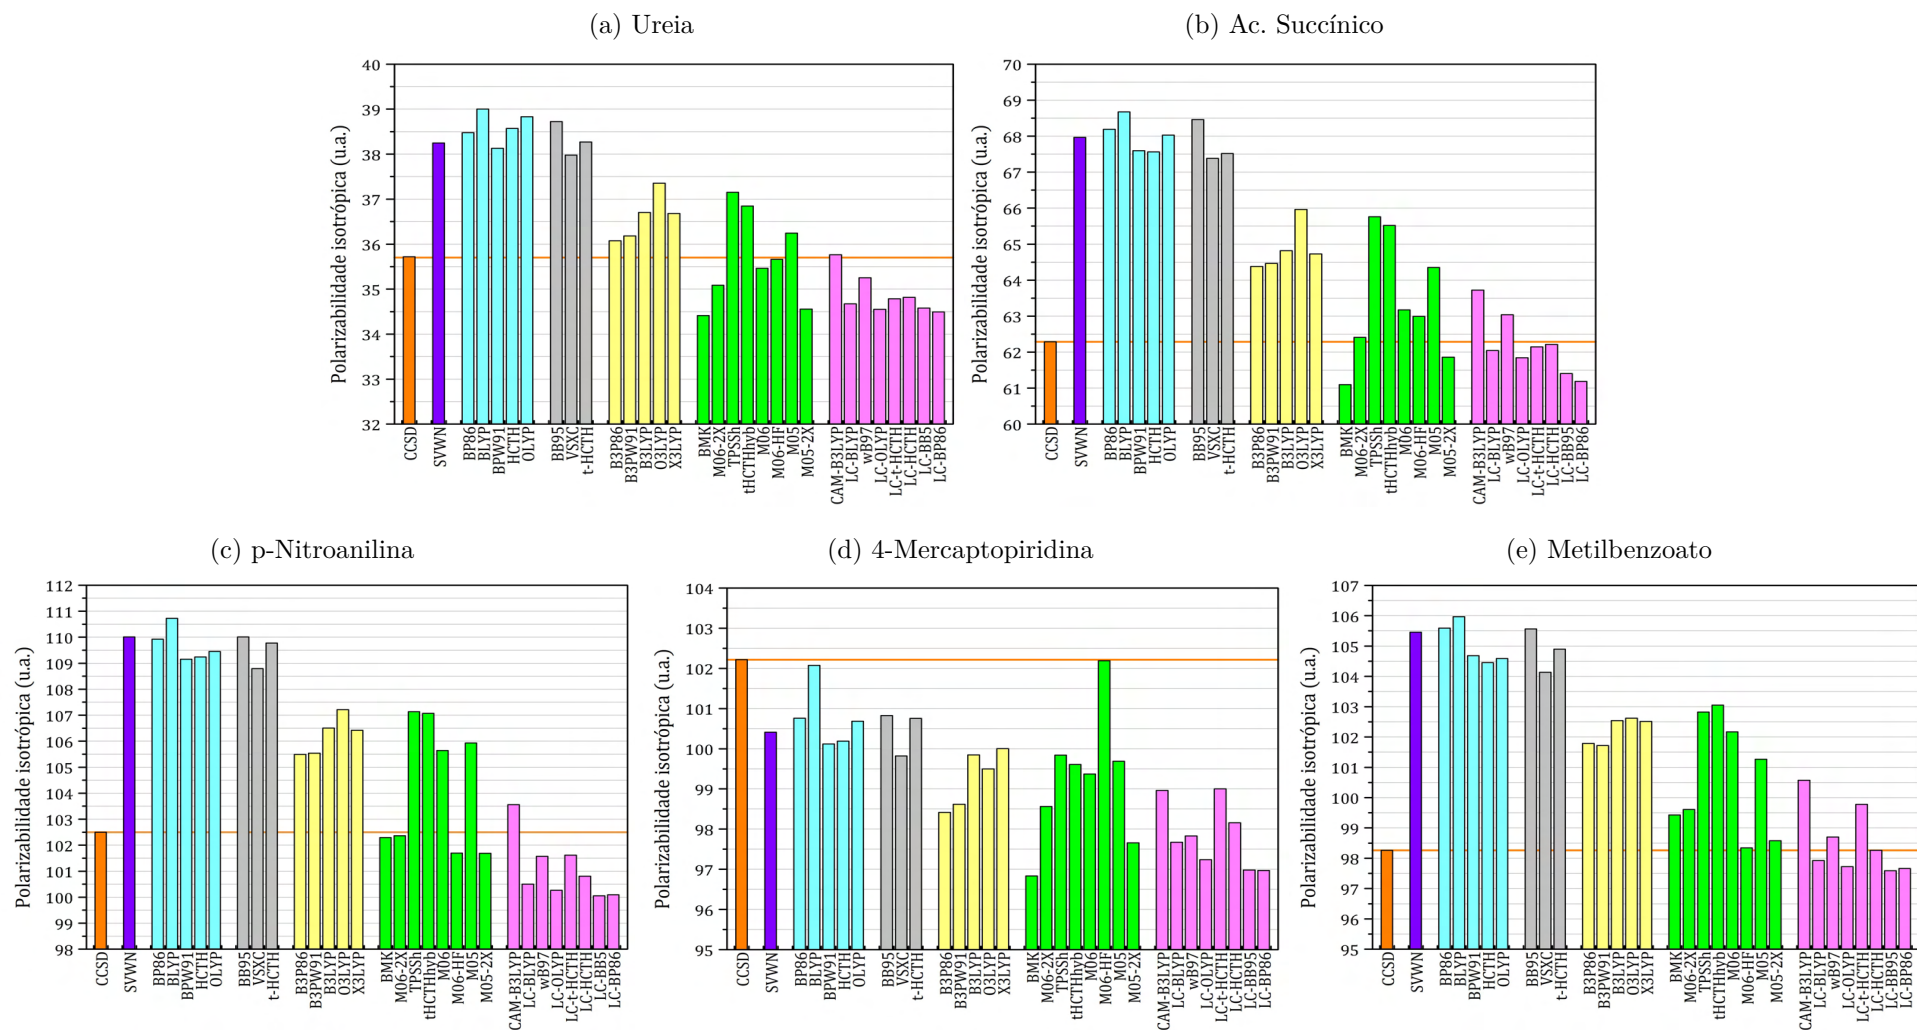 (a) Ureia
Polarizabilidade isotrópica (u.a.)
40
39
38
37
36
35
34
33
32
CCSD
SVWN
BP86
BLYP
BPW91
HCTH
OLYP
BB95
VSXC
t-HCTH
B3P86
B3PW91
B3LYP
O3LYP
X3LYP
BMK
M06-2X
TPSSh
tHCTHhyb
M06
M06-HF
M05
M05-2X
CAM-B3LYP
LC-BLYP
wB97
LC-OLYP
LC-t-HCTH
LC-HCTH
LC-BB5
LC-BP86
(b) Ac. Succínico
Polarizabilidade isotrópica (u.a.)
70
69
68
67
66
65
64
63
62
61
60
CCSD
SVWN
BP86
BLYP
BPW91
HCTH
OLYP
BB95
VSXC
t-HCTH
B3P86
B3PW91
B3LYP
O3LYP
X3LYP
BMK
M06-2X
TPSSh
tHCTHhyb
M06
M06-HF
M05
M05-2X
CAM-B3LYP
LC-BLYP
wB97
LC-OLYP
LC-t-HCTH
LC-HCTH
LC-BB95
LC-BP86
(c) p-Nitroanilina
Polarizabilidade isotrópica (u.a.)
112
111
110
109
108
107
106
105
104
103
102
101
100
99
98
CCSD
SVWN
BP86
BLYP
BPW91
HCTH
OLYP
BB95
VSXC
t-HCTH
B3P86
B3PW91
B3LYP
O3LYP
X3LYP
BMK
M06-2X
TPSSh
tHCTHhyb
M06
M06-HF
M05
M05-2X
CAM-B3LYP
LC-BLYP
wB97
LC-OLYP
LC-t-HCTH
LC-HCTH
LC-BB5
LC-BP86
(d) 4-Mercaptopiridina
Polarizabilidade isotrópica (u.a.)
104
103
102
101
100
99
98
97
96
95
CCSD
SVWN
BP86
BLYP
BPW91
HCTH
OLYP
BB95
VSXC
t-HCTH
B3P86
B3PW91
B3LYP
O3LYP
X3LYP
BMK
M06-2X
TPSSh
tHCTHhyb
M06
M06-HF
M05
M05-2X
CAM-B3LYP
LC-BLYP
wB97
LC-OLYP
LC-t-HCTH
LC-HCTH
LC-BB95
LC-BP86
(e) Metilbenzoato
Polarizabilidade isotrópica (u.a.)
107
106
105
104
103
102
101
100
99
98
97
96
95
CCSD
SVWN
BP86
BLYP
BPW91
HCTH
OLYP
BB95
VSXC
t-HCTH
B3P86
B3PW91
B3LYP
O3LYP
X3LYP
BMK
M06-2X
TPSSh
tHCTHhyb
M06
M06-HF
M05
M05-2X
CAM-B3LYP
LC-BLYP
wB97
LC-OLYP
LC-t-HCTH
LC-HCTH
LC-BB95
LC-BP86